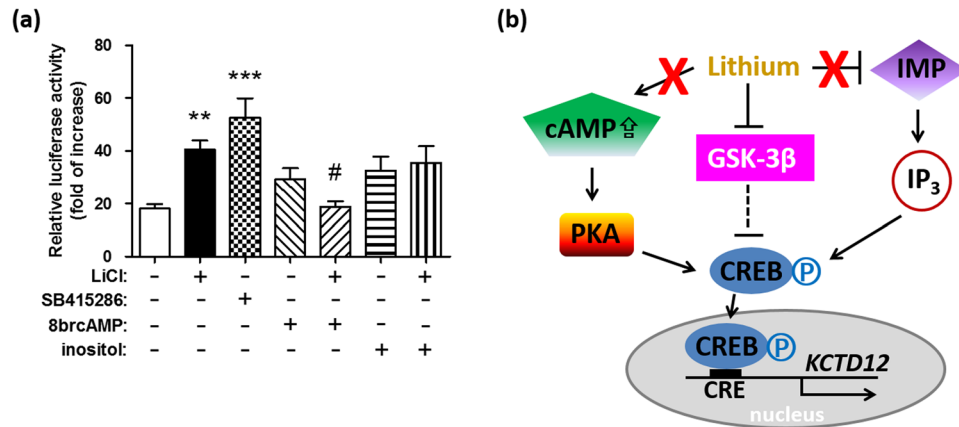 (a)
Relative luciferase activity
(fold of increase)
80
60
40
20
0
**
***
#
LiCl: – + – – + – +
SB415286: – – + – – – –
8brcAMP: – – – + + – –
inositol: – – – – – + +
(b)
Lithium
X
X
IMP
cAMP⇧
GSK-3β
IP3
PKA
CREB P
CREB P
KCTD12
CRE
nucleus